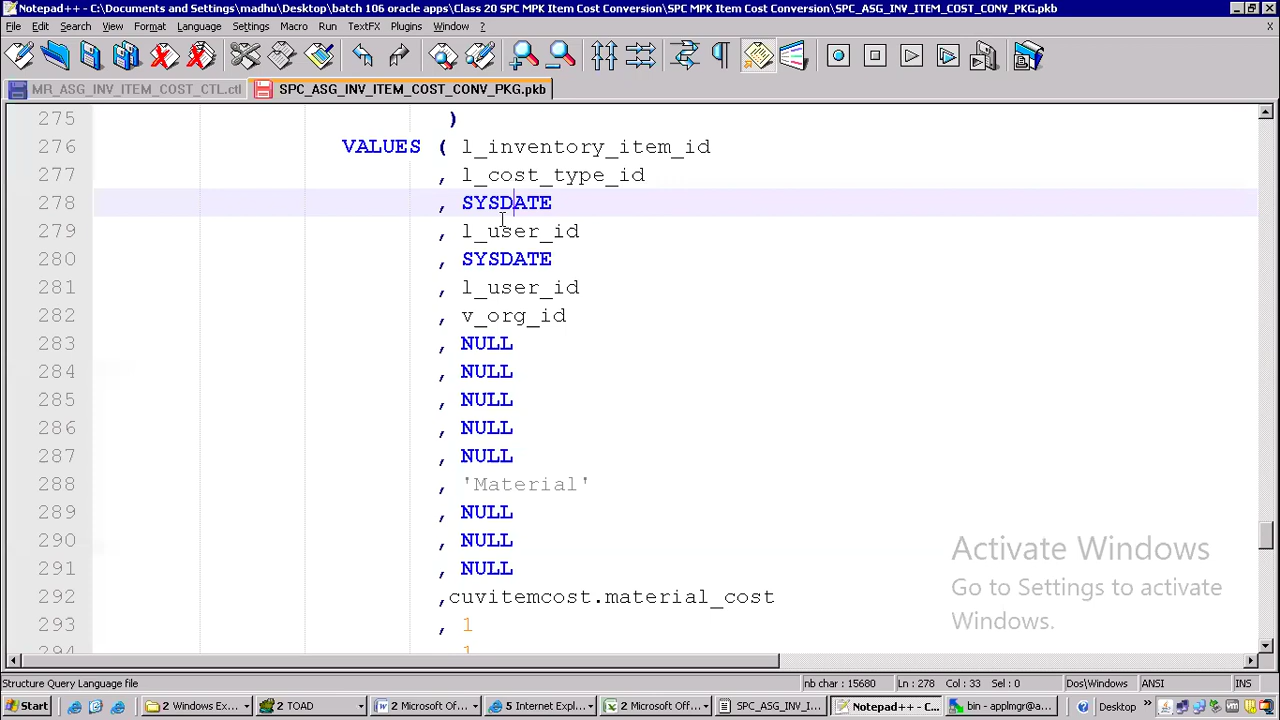 Notepad++ - C:\Documents and Settings\madhu\Desktop\batch 106 oracle apps\Class 20 SPC MPK Item Cost Conversion\SPC MPK Item Cost Conversion\SPC_ASG_INV_ITEM_COST_CONV_PKG.pkb
File Edit Search View Format Language Settings Macro Run TextFX Plugins Window ? X
MR_ASG_INV_ITEM_COST_CTL.ctl SPC_ASG_INV_ITEM_COST_CONV_PKG.pkb
275 )
276 VALUES ( l_inventory_item_id
277 , l_cost_type_id
278 , SYSDATE
279 , l_user_id
280 , SYSDATE
281 , l_user_id
282 , v_org_id
283 , NULL
284 , NULL
285 , NULL
286 , NULL
287 , NULL
288 , 'Material'
289 , NULL
290 , NULL
291 , NULL
292 ,cuvitemcost.material_cost
293 , 1
294 1
Activate Windows
Go to Settings to activate
Windows.
Structure Query Language file nb char : 15680 Ln : 278 Col : 33 Sel : 0 Dos\Windows ANSI INS
Start 2 Windows Ex... 2 TOAD 2 Microsoft Of... 5 Internet E... 2 Microsoft Of... SPC_ASG_INV_I... Notepad++ - C... bin - applmgr@a... Desktop »